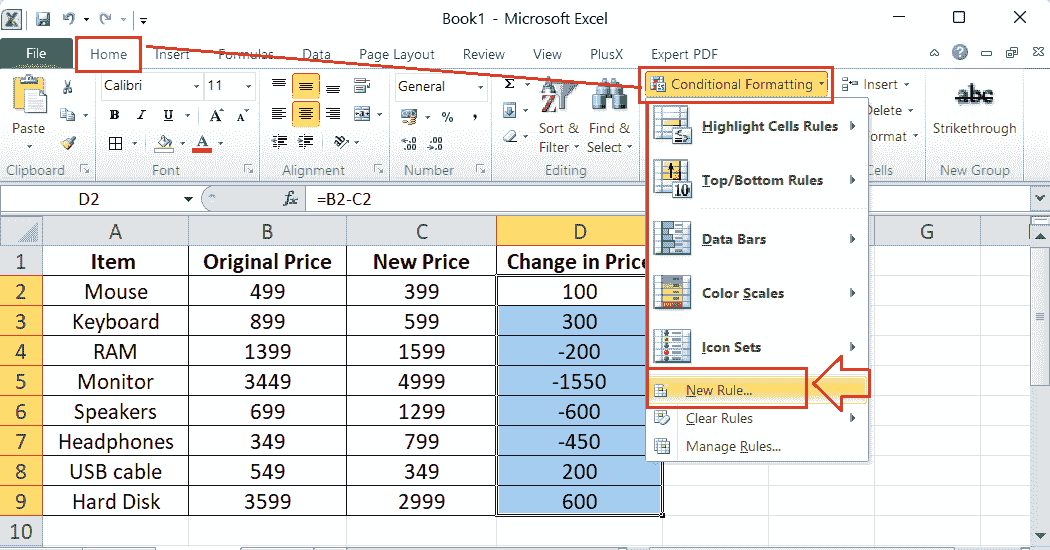 Book1 - Microsoft Excel
File Home Insert Formulas Data Page Layout Review View PlusX Expert PDF
Calibri 11 General Σ A Z Conditional Formatting Insert abc
Paste B I U A A % , Sort & Find & Delete Strikethrough
A Filter Select ormat
Clipboard Font Alignment Number Editing Cells New Group
Highlight Cells Rules
10 Top/Bottom Rules
Data Bars
Color Scales
Icon Sets
New Rule...
Clear Rules
Manage Rules...
D2 fx =B2-C2
A B C D G
1 Item Original Price New Price Change in Price
2 Mouse 499 399 100
3 Keyboard 899 599 300
4 RAM 1399 1599 -200
5 Monitor 3449 4999 -1550
6 Speakers 699 1299 -600
7 Headphones 349 799 -450
8 USB cable 549 349 200
9 Hard Disk 3599 2999 600
10